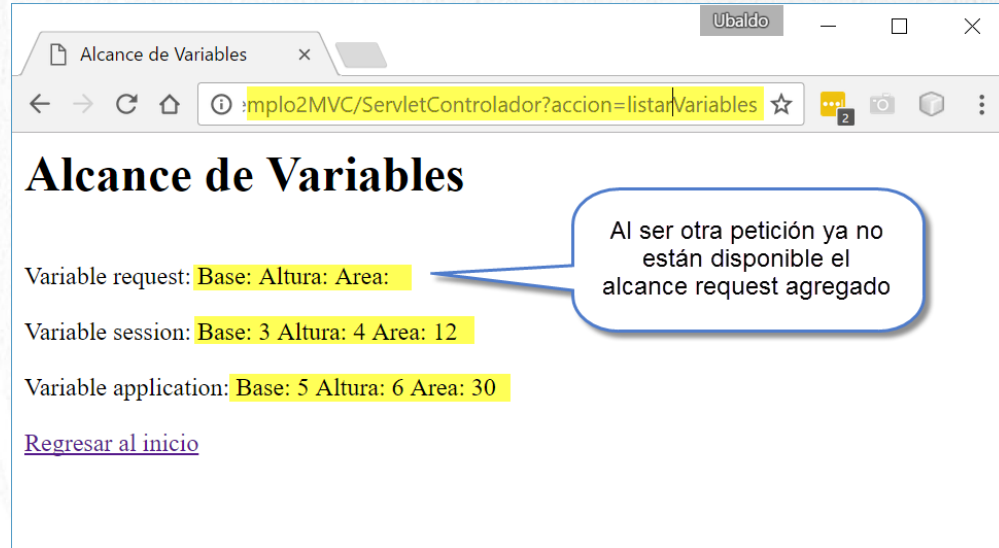 Ubaldo
Alcance de Variables
emplo2MVC/ServletControlador?accion=listarVariables
2
Alcance de Variables
Al ser otra petición ya no
están disponible el
alcance request agregado
Variable request: Base: Altura: Area:
Variable session: Base: 3 Altura: 4 Area: 12
Variable application: Base: 5 Altura: 6 Area: 30
Regresar al inicio